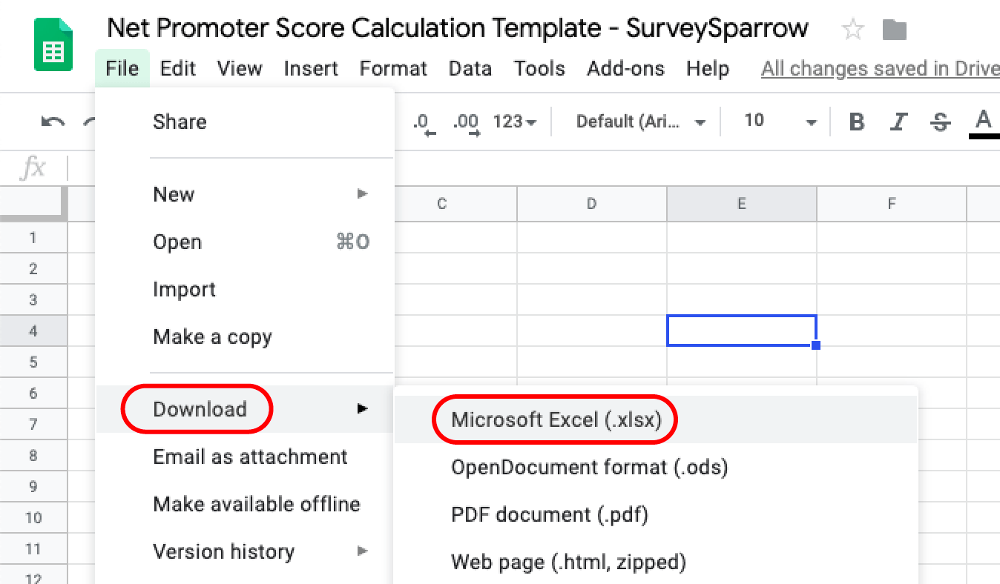 Net Promoter Score Calculation Template - SurveySparrow
File Edit View Insert Format Data Tools Add-ons Help All changes saved in Drive
.0 .00 123 Default (Ari... 10 B I S A
fx
C D E F
1
2
3
4
5
6
7
8
9
10
11
12
Share
New
Open ⌘O
Import
Make a copy
Download
Email as attachment
Make available offline
Version history
Microsoft Excel (.xlsx)
OpenDocument format (.ods)
PDF document (.pdf)
Web page (.html, zipped)